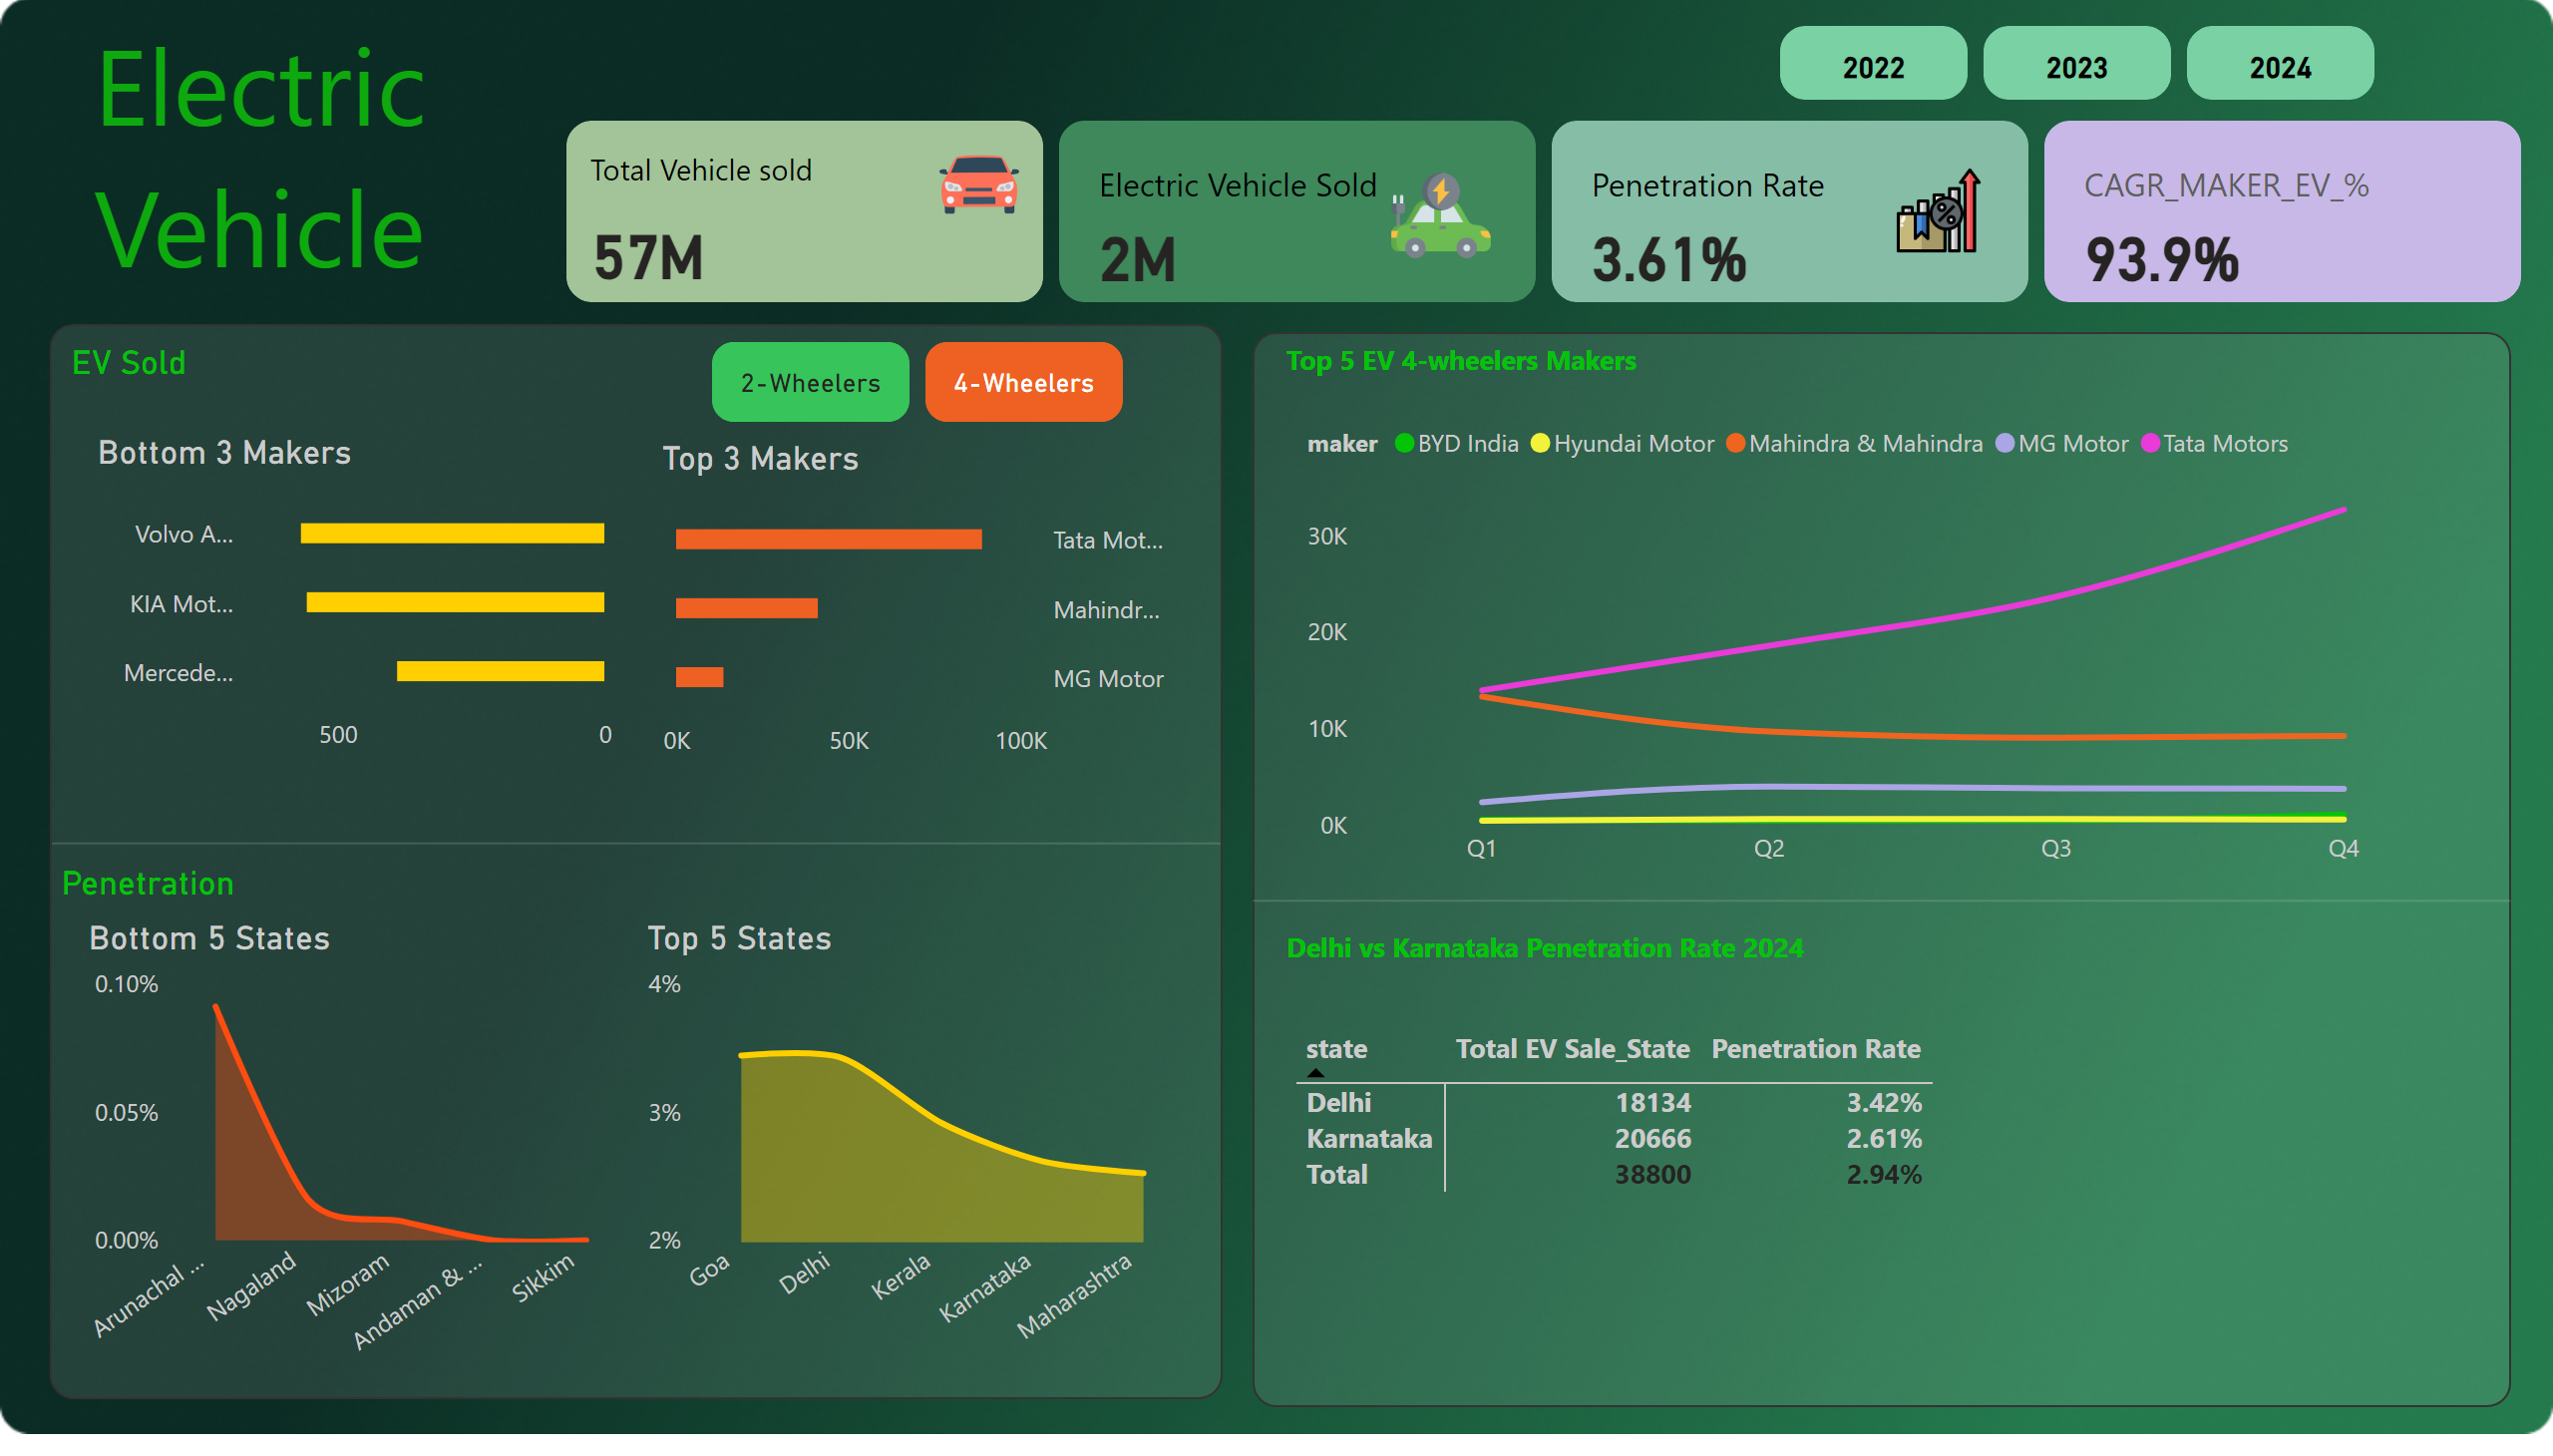 Electric
Vehicle
2022
2023
2024
Total Vehicle sold
57M
Electric Vehicle Sold
2M
Penetration Rate
3.61%
CAGR_MAKER_EV_%
93.9%
EV Sold
2-Wheelers
4-Wheelers
Bottom 3 Makers
Volvo A...
KIA Mot...
Mercede...
500 0
Top 3 Makers
Tata Mot...
Mahindr...
MG Motor
0K 50K 100K
Penetration
Bottom 5 States
0.10%
0.05%
0.00%
Arunachal ...
Nagaland
Mizoram
Andaman & ...
Sikkim
Top 5 States
4%
3%
2%
Goa
Delhi
Kerala
Karnataka
Maharashtra
Top 5 EV 4-wheelers Makers
maker BYD India Hyundai Motor Mahindra & Mahindra MG Motor Tata Motors
30K
20K
10K
0K
Q1 Q2 Q3 Q4
Delhi vs Karnataka Penetration Rate 2024
state Total EV Sale_State Penetration Rate
Delhi 18134 3.42%
Karnataka 20666 2.61%
Total 38800 2.94%